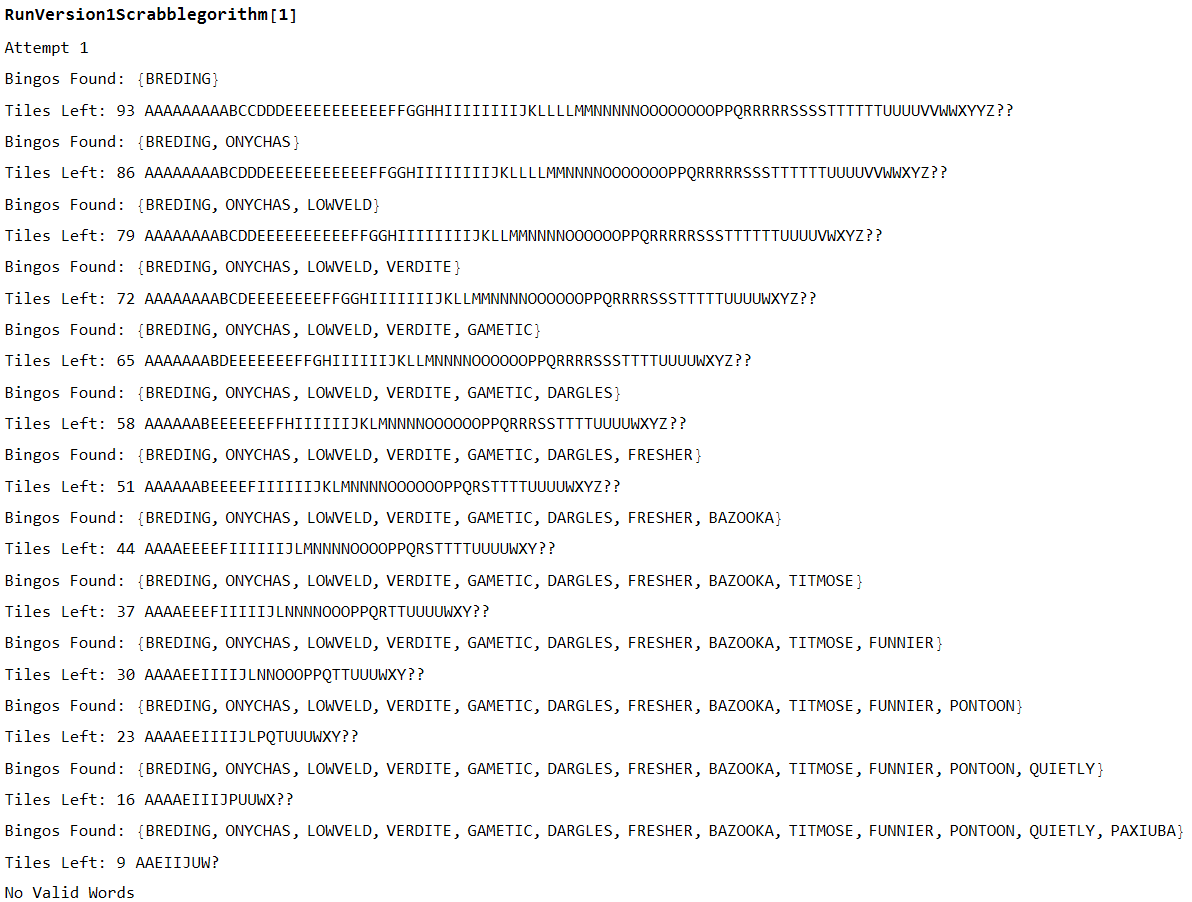 RunVersion1Scrabblegorithm[1]
Attempt 1
Bingos Found: {BREDING}
Tiles Left: 93 AAAAAAAAABCCDDDEEEEEEEEEEEFFGGHHIIIIIIIIJKLLLLMMNNNNNOOOOOOOOPPQRRRRRSSSSTTTTTTUUUUVVWWXYYZ??
Bingos Found: {BREDING, ONYCHAS}
Tiles Left: 86 AAAAAAAABCDDDEEEEEEEEEEEFFGGHIIIIIIIIJKLLLLMMNNNNOOOOOOOPPQRRRRRSSSTTTTTTUUUUVVWWXYZ??
Bingos Found: {BREDING, ONYCHAS, LOWVELD}
Tiles Left: 79 AAAAAAAABCDDEEEEEEEEEEFFGGHIIIIIIIIJKLLMMNNNNOOOOOOPPQRRRRRSSSTTTTTTUUUUVWXYZ??
Bingos Found: {BREDING, ONYCHAS, LOWVELD, VERDITE}
Tiles Left: 72 AAAAAAAABCDEEEEEEEEFFGGHIIIIIIIJKLLMMNNNNOOOOOOPPQRRRRSSSTTTTTUUUUWXYZ??
Bingos Found: {BREDING, ONYCHAS, LOWVELD, VERDITE, GAMETIC}
Tiles Left: 65 AAAAAAABDEEEEEEEFFGHIIIIIIJKLLMNNNNOOOOOOPPQRRRRSSSTTTTUUUUWXYZ??
Bingos Found: {BREDING, ONYCHAS, LOWVELD, VERDITE, GAMETIC, DARGLES}
Tiles Left: 58 AAAAAABEEEEEEFFHIIIIIIJKLMNNNNOOOOOOPPQRRRSSTTTTUUUUWXYZ??
Bingos Found: {BREDING, ONYCHAS, LOWVELD, VERDITE, GAMETIC, DARGLES, FRESHER}
Tiles Left: 51 AAAAAABEEEEFIIIIIIJKLMNNNNOOOOOOPPQRSTTTTUUUUWXYZ??
Bingos Found: {BREDING, ONYCHAS, LOWVELD, VERDITE, GAMETIC, DARGLES, FRESHER, BAZOOKA}
Tiles Left: 44 AAAAEEEEFIIIIIIJLMNNNNOOOOPPQRSTTTTUUUUWXY??
Bingos Found: {BREDING, ONYCHAS, LOWVELD, VERDITE, GAMETIC, DARGLES, FRESHER, BAZOOKA, TITMOSE}
Tiles Left: 37 AAAAEEEFIIIIIJLNNNNOOOPPQRTTUUUUWXY??
Bingos Found: {BREDING, ONYCHAS, LOWVELD, VERDITE, GAMETIC, DARGLES, FRESHER, BAZOOKA, TITMOSE, FUNNIER}
Tiles Left: 30 AAAAEEIIIIJLNNOOOPPQTTUUUWXY??
Bingos Found: {BREDING, ONYCHAS, LOWVELD, VERDITE, GAMETIC, DARGLES, FRESHER, BAZOOKA, TITMOSE, FUNNIER, PONTOON}
Tiles Left: 23 AAAAEEIIIIJLPQTUUUWXY??
Bingos Found: {BREDING, ONYCHAS, LOWVELD, VERDITE, GAMETIC, DARGLES, FRESHER, BAZOOKA, TITMOSE, FUNNIER, PONTOON, QUIETLY}
Tiles Left: 16 AAAAEIIIJPUUWX??
Bingos Found: {BREDING, ONYCHAS, LOWVELD, VERDITE, GAMETIC, DARGLES, FRESHER, BAZOOKA, TITMOSE, FUNNIER, PONTOON, QUIETLY, PAXIUBA}
Tiles Left: 9 AAEIIJUW?
No Valid Words